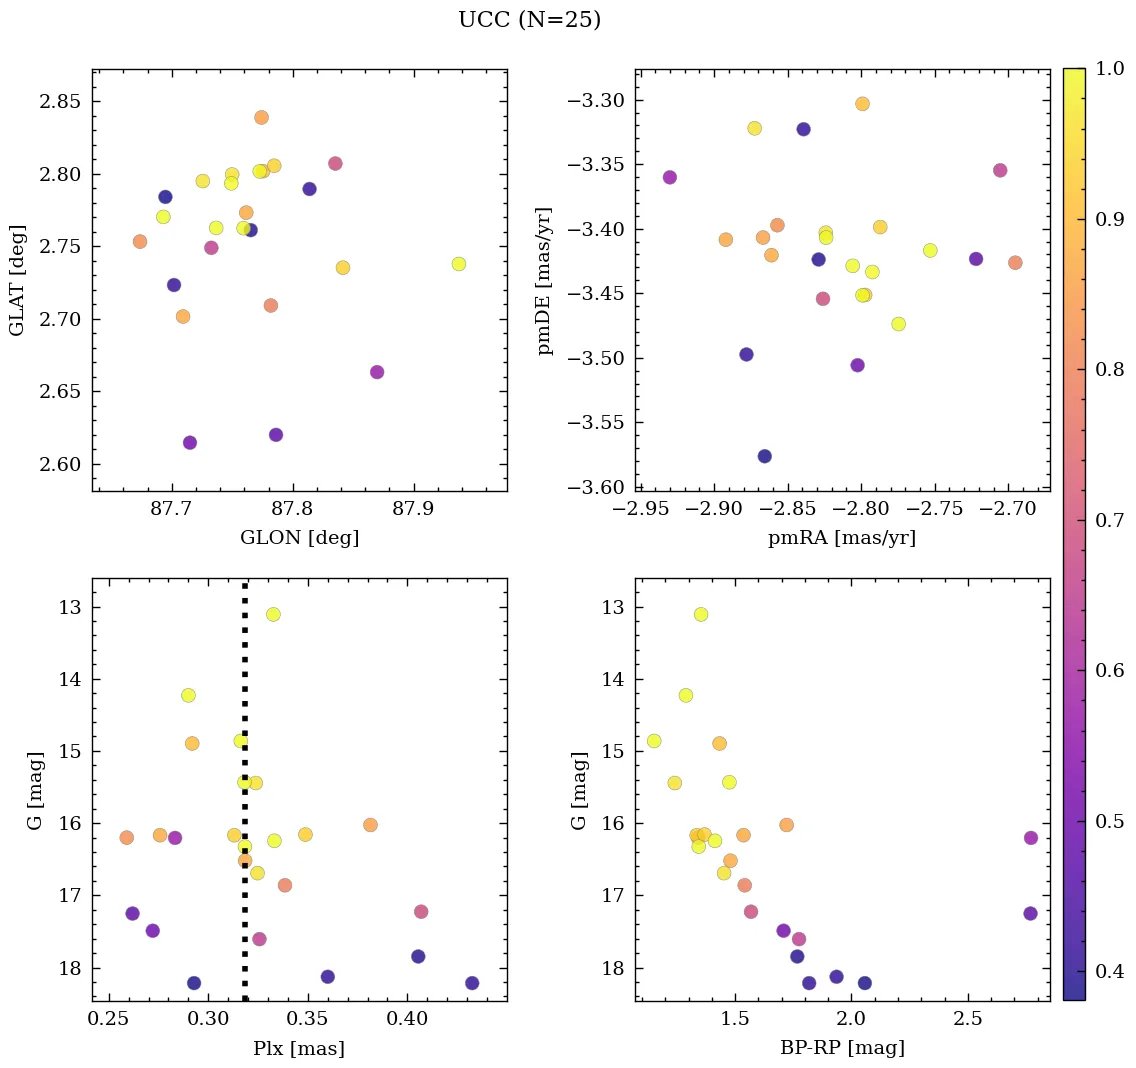 UCC (N=25)
2.85
2.80
2.75
2.70
2.65
2.60
GLAT [deg]
87.7 87.8 87.9
GLON [deg]
−3.30
−3.35
−3.40
−3.45
−3.50
−3.55
−3.60
pmDE [mas/yr]
−2.95 −2.90 −2.85 −2.80 −2.75 −2.70
pmRA [mas/yr]
13
14
15
16
17
18
G [mag]
0.25 0.30 0.35 0.40
Plx [mas]
13
14
15
16
17
18
G [mag]
1.5 2.0 2.5
BP-RP [mag]
1.0
0.9
0.8
0.7
0.6
0.5
0.4